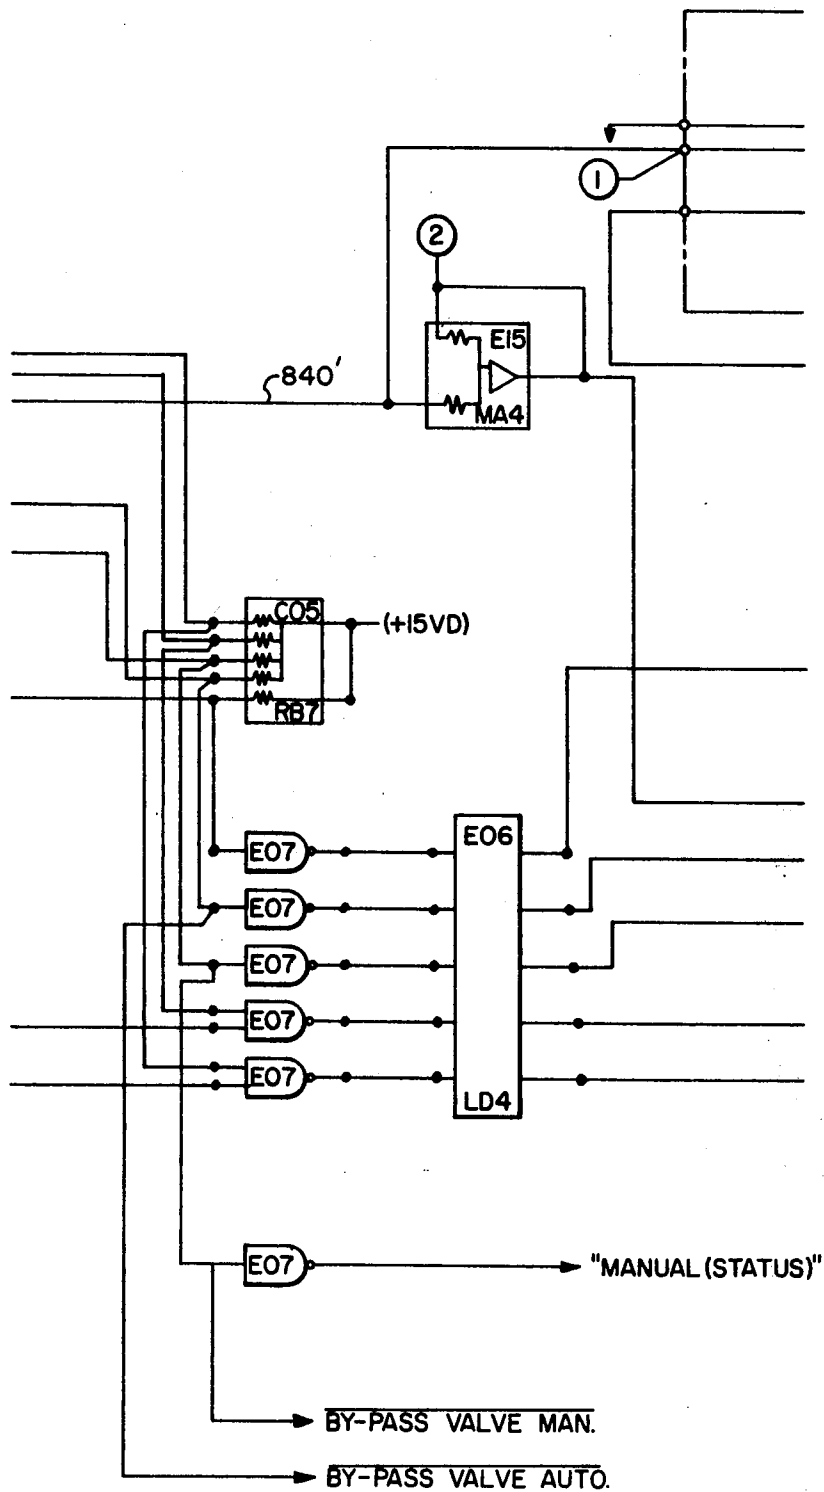 1
2
E15
840'
MA4
C05
(+15VD)
RB7
E07
E06
E07
E07
E07
E07
LD4
E07
"MANUAL (STATUS)"
BY-PASS VALVE MAN.
BY-PASS VALVE AUTO.